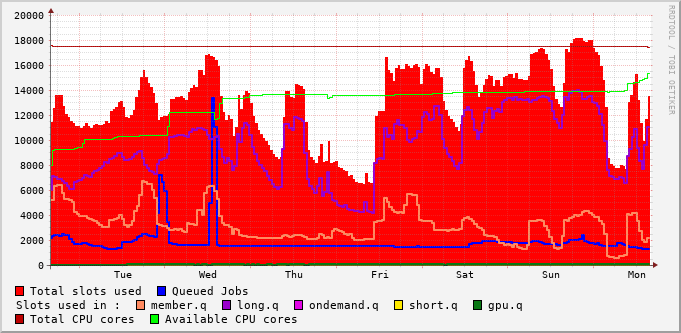 20000
18000
16000
14000
12000
10000
8000
6000
4000
2000
0
Tue Wed Thu Fri Sat Sun Mon
Total slots used Queued Jobs
Slots used in : member.q long.q ondemand.q short.q gpu.q
Total CPU cores Available CPU cores
RRDTOOL / TOBI OETIKER